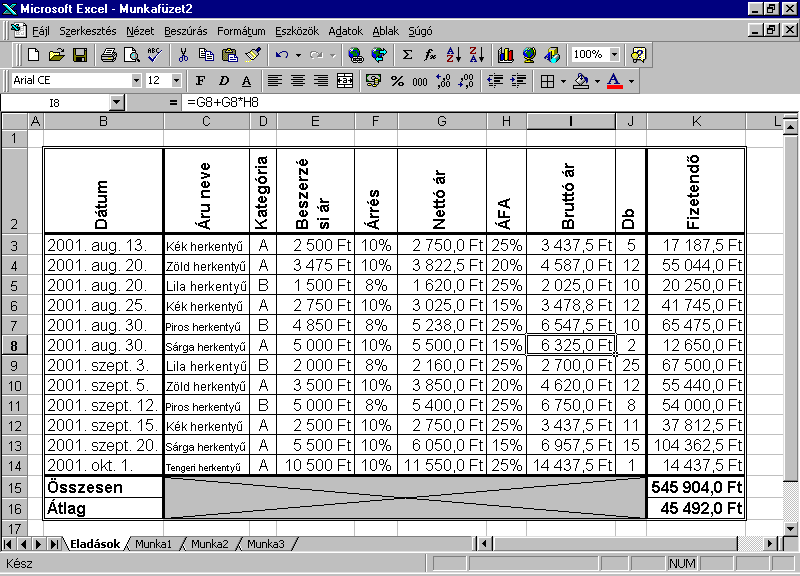 Microsoft Excel - Munkafüzet2
Fájl Szerkesztés Nézet Beszúrás Formátum Eszközök Adatok Ablak Súgó
100%
Arial CE 12 F D A
I8 = =G8+G8*H8
A B C D E F G H I J K L
1
2 Dátum Áru neve Kategória Beszerzé si ár Árrés Nettó ár ÁFA Bruttó ár Db Fizetendő
3 2001. aug. 13. Kék herkentyű A 2 500 Ft 10% 2 750,0 Ft 25% 3 437,5 Ft 5 17 187,5 Ft
4 2001. aug. 20. Zöld herkentyű A 3 475 Ft 10% 3 822,5 Ft 20% 4 587,0 Ft 12 55 044,0 Ft
5 2001. aug. 20. Lila herkentyű B 1 500 Ft 8% 1 620,0 Ft 25% 2 025,0 Ft 10 20 250,0 Ft
6 2001. aug. 25. Kék herkentyű A 2 750 Ft 10% 3 025,0 Ft 15% 3 478,8 Ft 12 41 745,0 Ft
7 2001. aug. 30. Piros herkentyű B 4 850 Ft 8% 5 238,0 Ft 25% 6 547,5 Ft 10 65 475,0 Ft
8 2001. aug. 30. Sárga herkentyű A 5 000 Ft 10% 5 500,0 Ft 15% 6 325,0 Ft 2 12 650,0 Ft
9 2001. szept. 3. Lila herkentyű B 2 000 Ft 8% 2 160,0 Ft 25% 2 700,0 Ft 25 67 500,0 Ft
10 2001. szept. 5. Zöld herkentyű A 3 500 Ft 10% 3 850,0 Ft 20% 4 620,0 Ft 12 55 440,0 Ft
11 2001. szept. 12. Piros herkentyű B 5 000 Ft 8% 5 400,0 Ft 25% 6 750,0 Ft 8 54 000,0 Ft
12 2001. szept. 15. Kék herkentyű A 2 500 Ft 10% 2 750,0 Ft 25% 3 437,5 Ft 11 37 812,5 Ft
13 2001. szept. 20. Sárga herkentyű A 5 500 Ft 10% 6 050,0 Ft 15% 6 957,5 Ft 15 104 362,5 Ft
14 2001. okt. 1. Tengeri herkentyű A 10 500 Ft 10% 11 550,0 Ft 25% 14 437,5 Ft 1 14 437,5 Ft
15 Összesen 545 904,0 Ft
16 Átlag 45 492,0 Ft
17
Eladások Munka1 Munka2 Munka3
Kész NUM